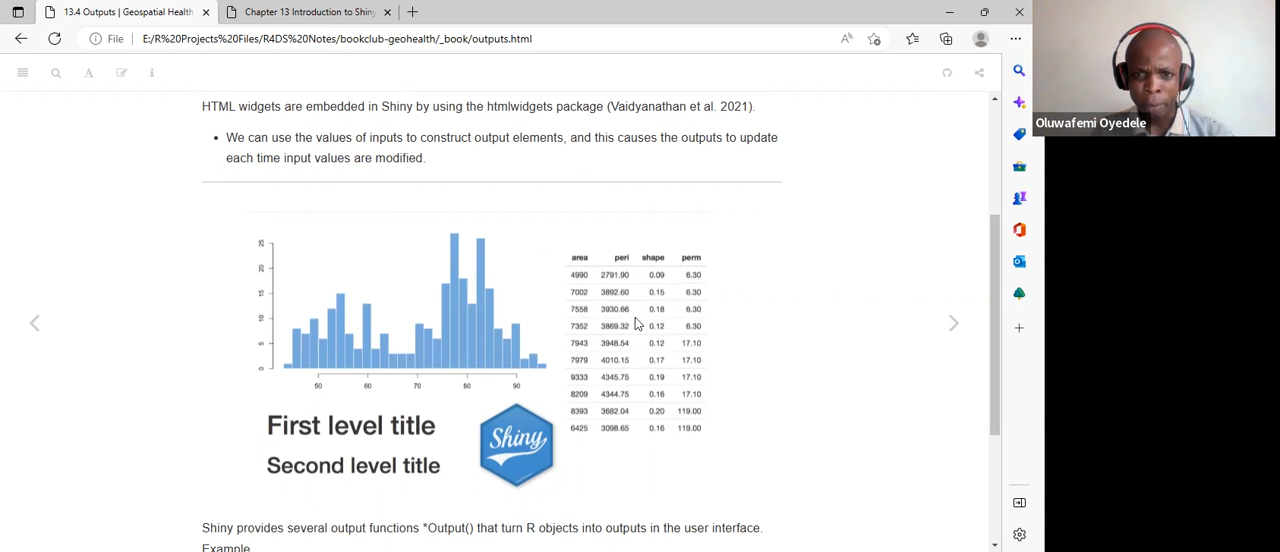 13.4 Outputs | Geospatial Health
Chapter 13 Introduction to Shiny
File
E:/R%20Projects%20Files/R4DS%20Notes/bookclub-geohealth/_book/outputs.html
Oluwafemi Oyedele
HTML widgets are embedded in Shiny by using the htmlwidgets package (Vaidyanathan et al. 2021).
• We can use the values of inputs to construct output elements, and this causes the outputs to update
each time input values are modified.
25
20
15
10
5
0
50 60 70 80 90
area peri shape perm
4990 2791.90 0.09 6.30
7002 3892.60 0.15 6.30
7558 3930.66 0.18 6.30
7352 3869.32 0.12 6.30
7943 3948.54 0.12 17.10
7979 4010.15 0.17 17.10
9333 4345.75 0.19 17.10
8209 4344.75 0.16 17.10
8393 3682.04 0.20 119.00
6425 3098.65 0.16 119.00
First level title
Second level title
Shiny
Shiny provides several output functions *Output() that turn R objects into outputs in the user interface.
Example